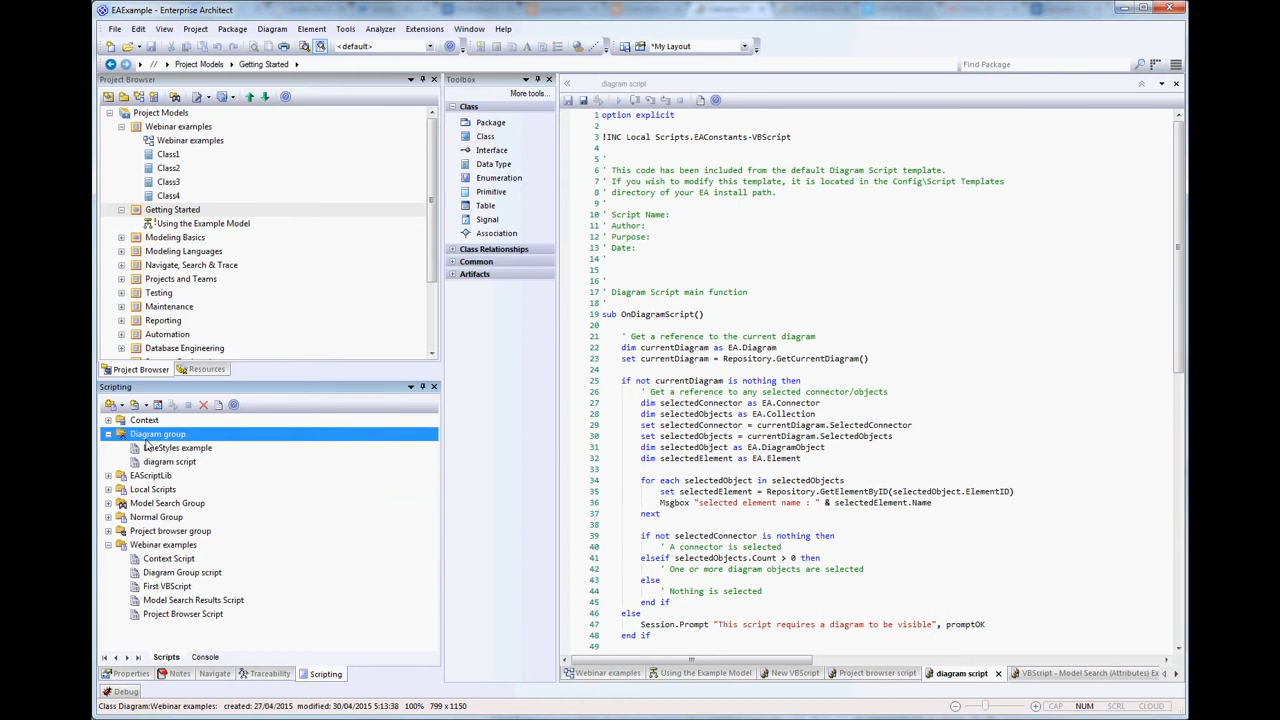 EAExample - Enterprise Architect
File Edit View Project Package Diagram Element Tools Analyzer Extensions Window Help
<default> *My Layout
// Project Models Getting Started Find Package
Project Browser
Project Models
Webinar examples
Webinar examples
Class1
Class2
Class3
Class4
Getting Started
Using the Example Model
Modeling Basics
Modeling Languages
Navigate, Search & Trace
Projects and Teams
Testing
Maintenance
Reporting
Automation
Database Engineering
Project Browser Resources
Scripting
Context
Diagram group
LineStyles example
diagram script
EAScriptLib
Local Scripts
Model Search Group
Normal Group
Project browser group
Webinar examples
Context Script
Diagram Group script
First VBScript
Model Search Results Script
Project Browser Script
Scripts Console
Properties Notes Navigate Traceability Scripting
Debug
Toolbox
More tools...
Class
Package
Class
Interface
Data Type
Enumeration
Primitive
Table
Signal
Association
Class Relationships
Common
Artifacts
diagram script
1 option explicit
2
3 !INC Local Scripts.EAConstants-VBScript
4
5 '
6 ' This code has been included from the default Diagram Script template.
7 ' If you wish to modify this template, it is located in the Config\Script Templates
8 ' directory of your EA install path.
9 '
10 ' Script Name:
11 ' Author:
12 ' Purpose:
13 ' Date:
14 '
15
16 '
17 ' Diagram Script main function
18 '
19 sub OnDiagramScript()
20
21 ' Get a reference to the current diagram
22 dim currentDiagram as EA.Diagram
23 set currentDiagram = Repository.GetCurrentDiagram()
24
25 if not currentDiagram is nothing then
26 ' Get a reference to any selected connector/objects
27 dim selectedConnector as EA.Connector
28 dim selectedObjects as EA.Collection
29 set selectedConnector = currentDiagram.SelectedConnector
30 set selectedObjects = currentDiagram.SelectedObjects
31 dim selectedObject as EA.DiagramObject
32 dim selectedElement as EA.Element
33
34 for each selectedObject in selectedObjects
35 set selectedElement = Repository.GetElementByID(selectedObject.ElementID)
36 Msgbox "selected element name : " & selectedElement.Name
37 next
38
39 if not selectedConnector is nothing then
40 ' A connector is selected
41 elseif selectedObjects.Count > 0 then
42 ' One or more diagram objects are selected
43 else
44 ' Nothing is selected
45 end if
46 else
47 Session.Prompt "This script requires a diagram to be visible", promptOK
48 end if
49
Webinar examples Using the Example Model New VBScript Project browser script diagram script VBScript - Model Search (Attributes) Ex
Class Diagram:Webinar examples created: 27/04/2015 modified: 30/04/2015 5:13:38 100% 799 x 1150 CAP NUM SCRL CLOUD